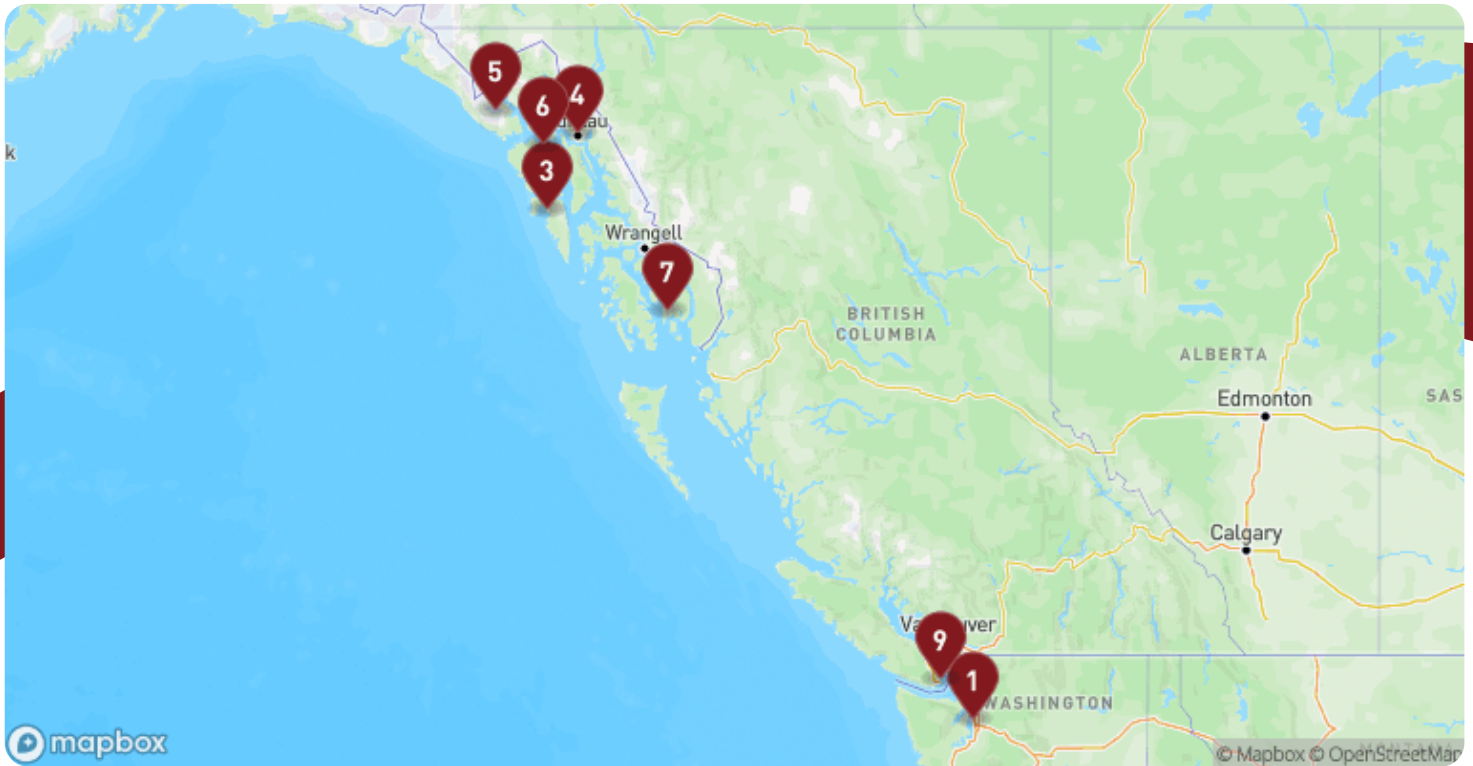 5
6
4
k
3
Wrangell
7
BRITISH
COLUMBIA
ALBERTA
Edmonton
SAS
Calgary
9
1
WASHINGTON
mapbox
© Mapbox © OpenStreetMap